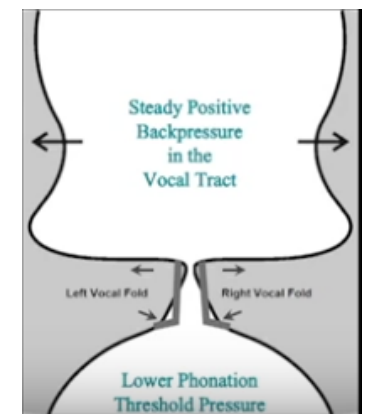 Steady Positive
Backpressure
in the
Vocal Tract
Left Vocal Fold
Right Vocal Fold
Lower Phonation
Threshold Pressure